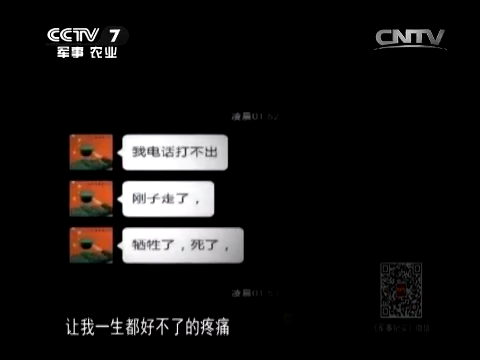 CCTV 7
军事 农业
CNTV
凌晨01:52
我电话打不出
刚子走了，
牺牲了，死了，
让我一生都好不了的疼痛